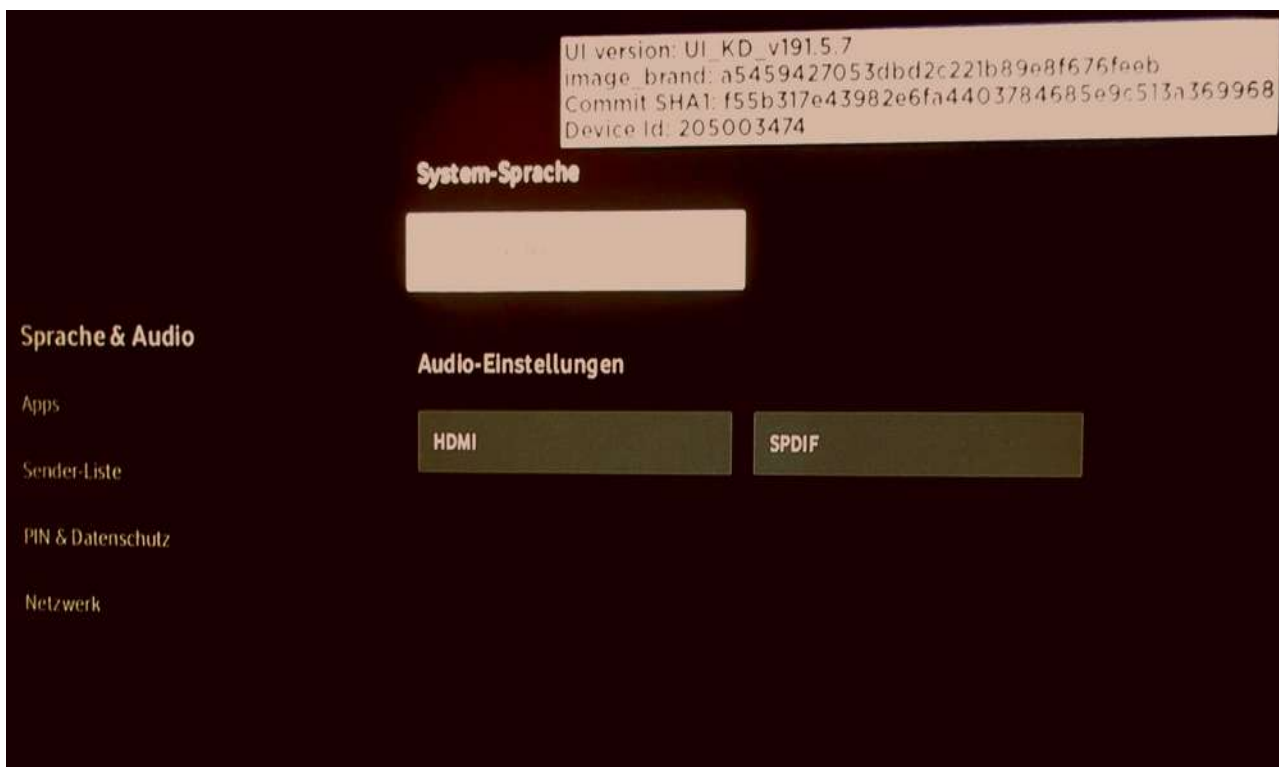 UI version: UI_KD_v191.5.7
image_brand: a5459427053dbd2c221b89e8f676feeb
Commit SHA1: f55b317e43982e6fa4403784685e9c513a369968
Device Id: 205003474
System-Sprache
Sprache & Audio
Audio-Einstellungen
Apps
HDMI
SPDIF
Sender-Liste
PIN & Datenschutz
Netzwerk